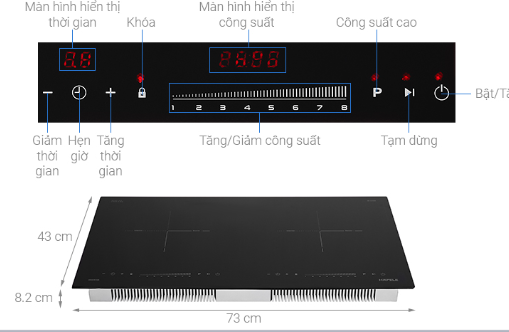 Màn hình hiển thị
thời gian
Khóa
Màn hình hiển thị
công suất
Công suất cao
P
Bật/Tắ
1 2 3 4 5 6 7 8
Giảm
thời
gian
Hẹn
giờ
Tăng
thời
gian
Tăng/Giảm công suất
Tạm dừng
43 cm
8.2 cm
73 cm